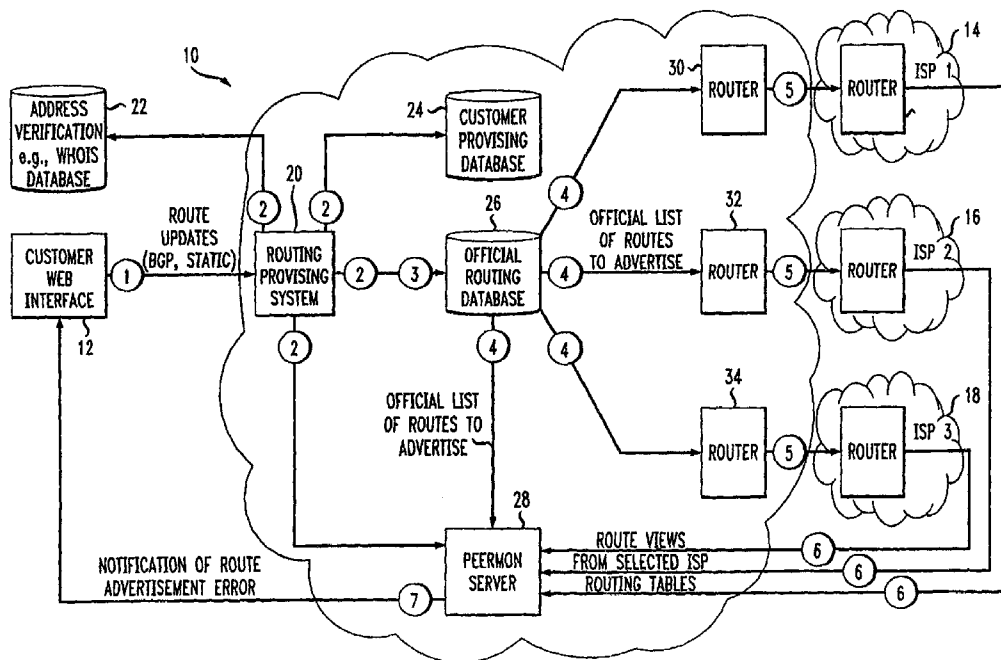 10
14
22
ADDRESS
VERIFICATION
e.g., WHOIS
DATABASE
24
CUSTOMER
PROVISING
DATABASE
30
ROUTER
5
ROUTER
ISP 1
2
2
20
4
ROUTE
UPDATES
(BGP, STATIC)
CUSTOMER
WEB
INTERFACE
12
1
ROUTING
PROVISING
SYSTEM
2
3
26
OFFICIAL
ROUTING
DATABASE
4
OFFICIAL LIST
OF ROUTES
TO ADVERTISE
32
ROUTER
5
ROUTER
ISP 2
16
2
4
4
OFFICIAL LIST
OF ROUTES TO
ADVERTISE
34
ROUTER
5
ROUTER
ISP 3
18
28
PEERMON
SERVER
ROUTE VIEWS
FROM SELECTED ISP
ROUTING TABLES
6
6
6
NOTIFICATION OF ROUTE
ADVERTISEMENT ERROR
7